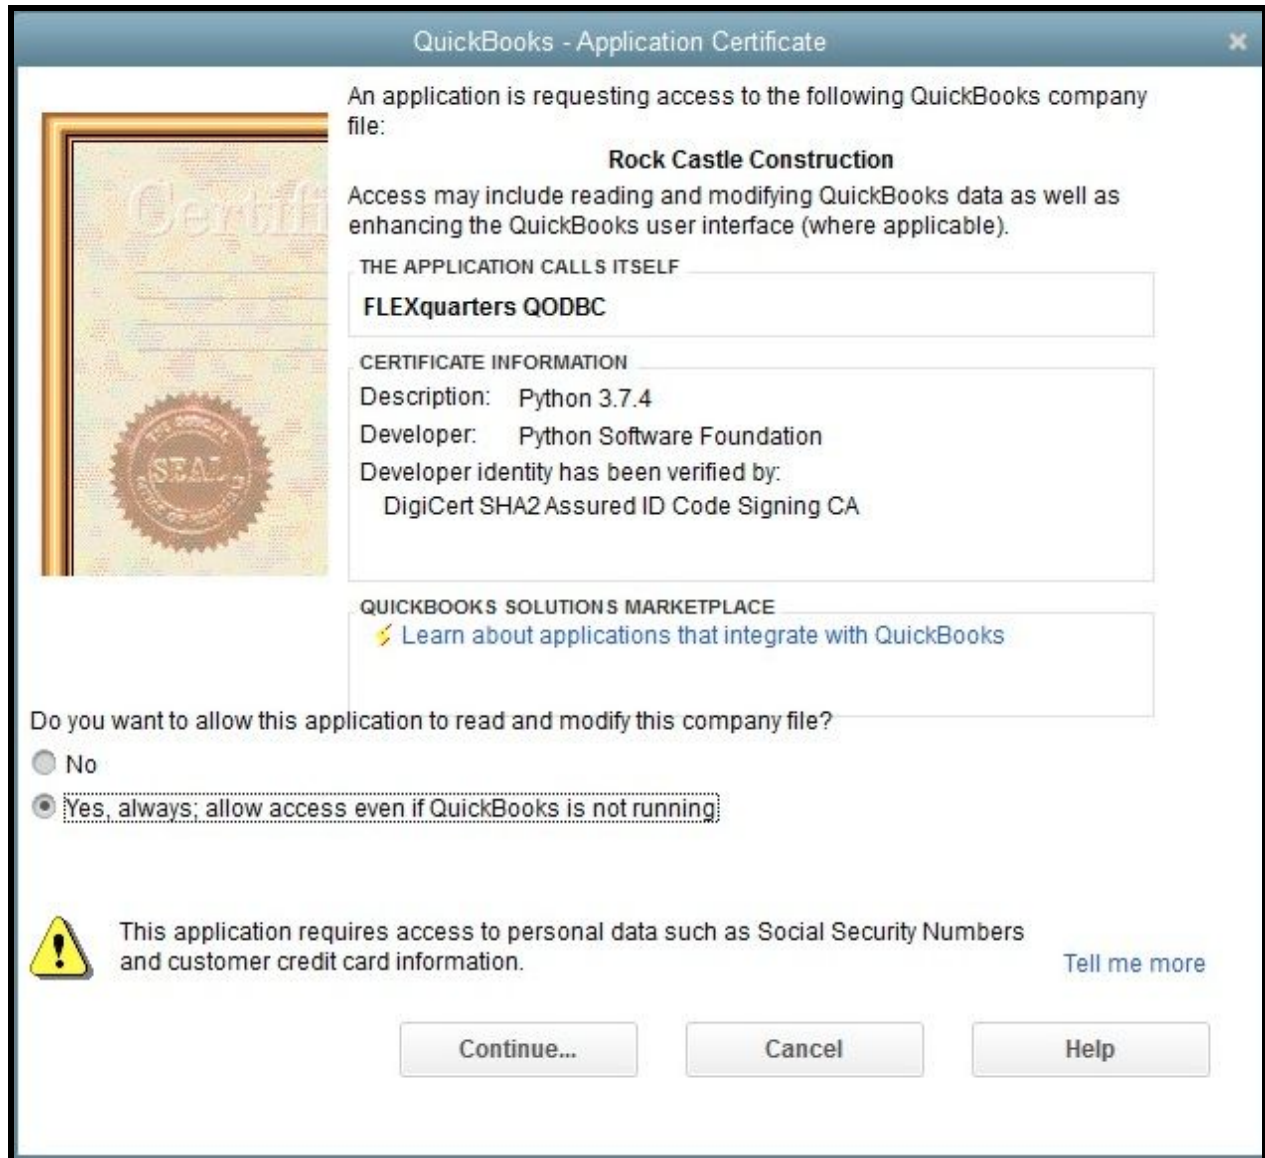 QuickBooks - Application Certificate
An application is requesting access to the following QuickBooks company
file:
Rock Castle Construction
Access may include reading and modifying QuickBooks data as well as
enhancing the QuickBooks user interface (where applicable).
THE APPLICATION CALLS ITSELF
FLEXquarters QODBC
Certifi
CERTIFICATE INFORMATION
Description: Python 3.7.4
Developer: Python Software Foundation
Developer identity has been verified by:
DigiCert SHA2 Assured ID Code Signing CA
SEAL
QUICKBOOKS SOLUTIONS MARKETPLACE
Learn about applications that integrate with QuickBooks
Do you want to allow this application to read and modify this company file?
No
Yes, always; allow access even if QuickBooks is not running
This application requires access to personal data such as Social Security Numbers
and customer credit card information.
Tell me more
Continue...
Cancel
Help